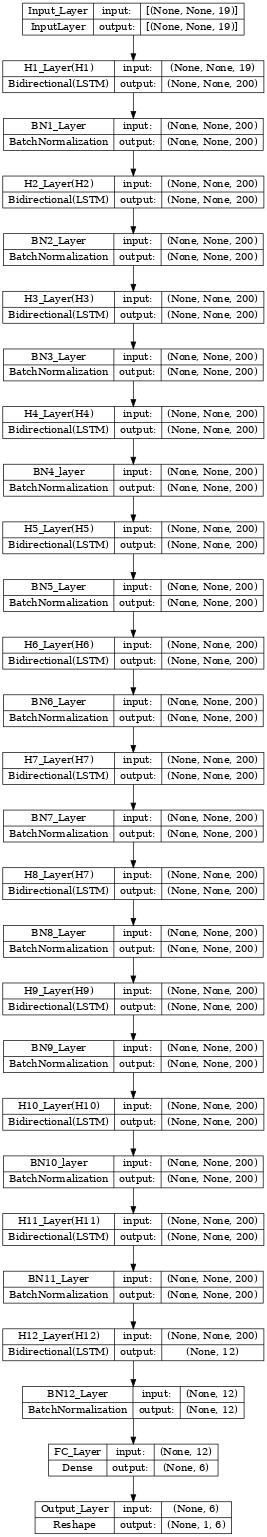 Input_Layer input: [(None, None, 19)]
InputLayer output: [(None, None, 19)]
H1_Layer(H1) input: (None, None, 19)
Bidirectional(LSTM) output: (None, None, 200)
BN1_Layer input: (None, None, 200)
BatchNormalization output: (None, None, 200)
H2_Layer(H2) input: (None, None, 200)
Bidirectional(LSTM) output: (None, None, 200)
BN2_Layer input: (None, None, 200)
BatchNormalization output: (None, None, 200)
H3_Layer(H3) input: (None, None, 200)
Bidirectional(LSTM) output: (None, None, 200)
BN3_Layer input: (None, None, 200)
BatchNormalization output: (None, None, 200)
H4_Layer(H4) input: (None, None, 200)
Bidirectional(LSTM) output: (None, None, 200)
BN4_layer input: (None, None, 200)
BatchNormalization output: (None, None, 200)
H5_Layer(H5) input: (None, None, 200)
Bidirectional(LSTM) output: (None, None, 200)
BN5_Layer input: (None, None, 200)
BatchNormalization output: (None, None, 200)
H6_Layer(H6) input: (None, None, 200)
Bidirectional(LSTM) output: (None, None, 200)
BN6_Layer input: (None, None, 200)
BatchNormalization output: (None, None, 200)
H7_Layer(H7) input: (None, None, 200)
Bidirectional(LSTM) output: (None, None, 200)
BN7_Layer input: (None, None, 200)
BatchNormalization output: (None, None, 200)
H8_Layer(H7) input: (None, None, 200)
Bidirectional(LSTM) output: (None, None, 200)
BN8_Layer input: (None, None, 200)
BatchNormalization output: (None, None, 200)
H9_Layer(H9) input: (None, None, 200)
Bidirectional(LSTM) output: (None, None, 200)
BN9_Layer input: (None, None, 200)
BatchNormalization output: (None, None, 200)
H10_Layer(H10) input: (None, None, 200)
Bidirectional(LSTM) output: (None, None, 200)
BN10_layer input: (None, None, 200)
BatchNormalization output: (None, None, 200)
H11_Layer(H11) input: (None, None, 200)
Bidirectional(LSTM) output: (None, None, 200)
BN11_Layer input: (None, None, 200)
BatchNormalization output: (None, None, 200)
H12_Layer(H12) input: (None, None, 200)
Bidirectional(LSTM) output: (None, 12)
BN12_Layer input: (None, 12)
BatchNormalization output: (None, 12)
FC_Layer input: (None, 12)
Dense output: (None, 6)
Output_Layer input: (None, 6)
Reshape output: (None, 1, 6)